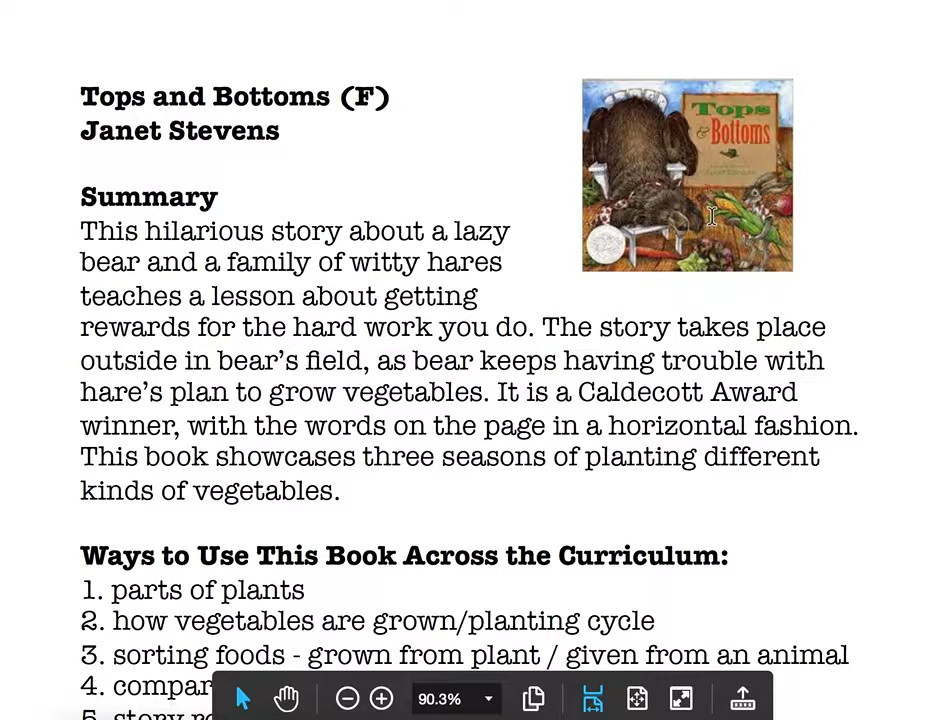 Tops and Bottoms (F)
Janet Stevens
Tops
& Bottoms
Summary
This hilarious story about a lazy
bear and a family of witty hares
teaches a lesson about getting
rewards for the hard work you do. The story takes place
outside in bear's field, as bear keeps having trouble with
hare's plan to grow vegetables. It is a Caldecott Award
winner, with the words on the page in a horizontal fashion.
This book showcases three seasons of planting different
kinds of vegetables.
Ways to Use This Book Across the Curriculum:
1. parts of plants
2. how vegetables are grown/planting cycle
3. sorting foods - grown from plant / given from an animal
4. compar
5. story
90.3%